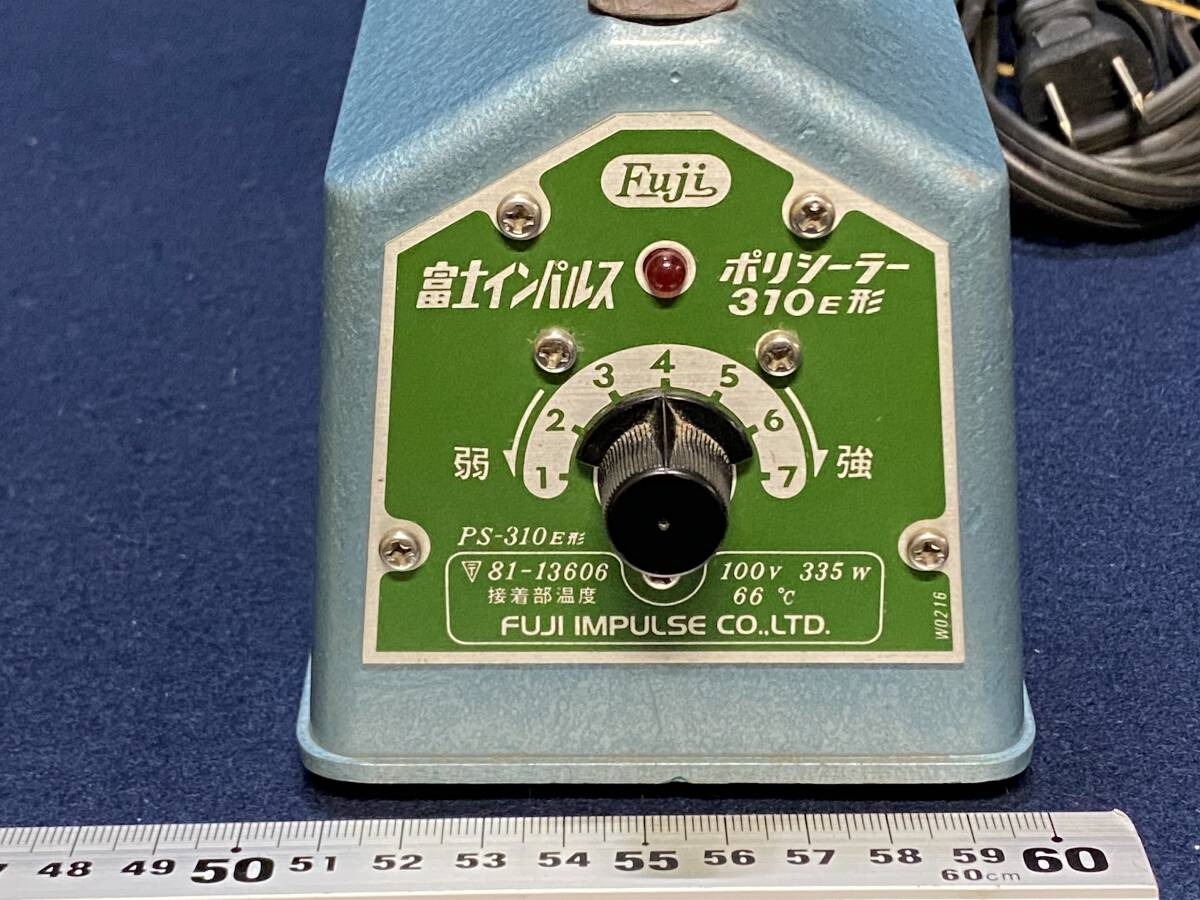 Fuji
富士インパルス
ポリシーラー
310E形
1 2 3 4 5 6 7
弱
強
PS-310E形
〒 81-13606
100V 335W
接着部温度
66℃
FUJI IMPULSE CO.,LTD.
W0216
48 49 50 51 52 53 54 55 56 57 58 59 60
60cm